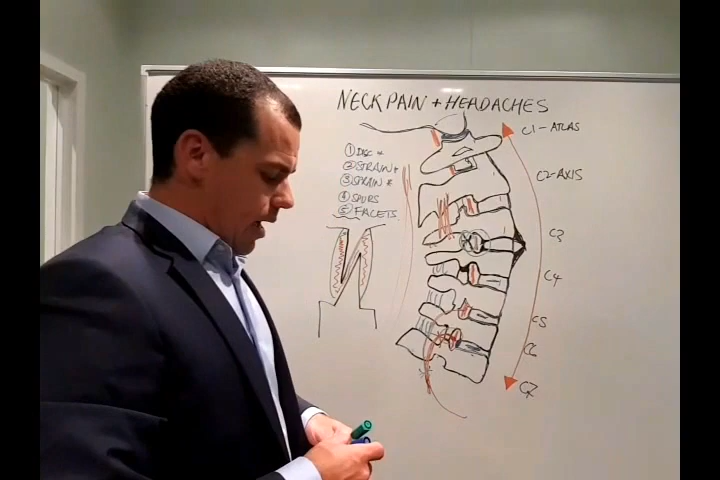 NECK PAIN + HEADACHES
① DISC +
② STRAIN +
③ STRAIN +
④ SPURS
⑤ FACETS
C1 - ATLAS
C2 - AXIS
C3
C4
C5
C6
C7